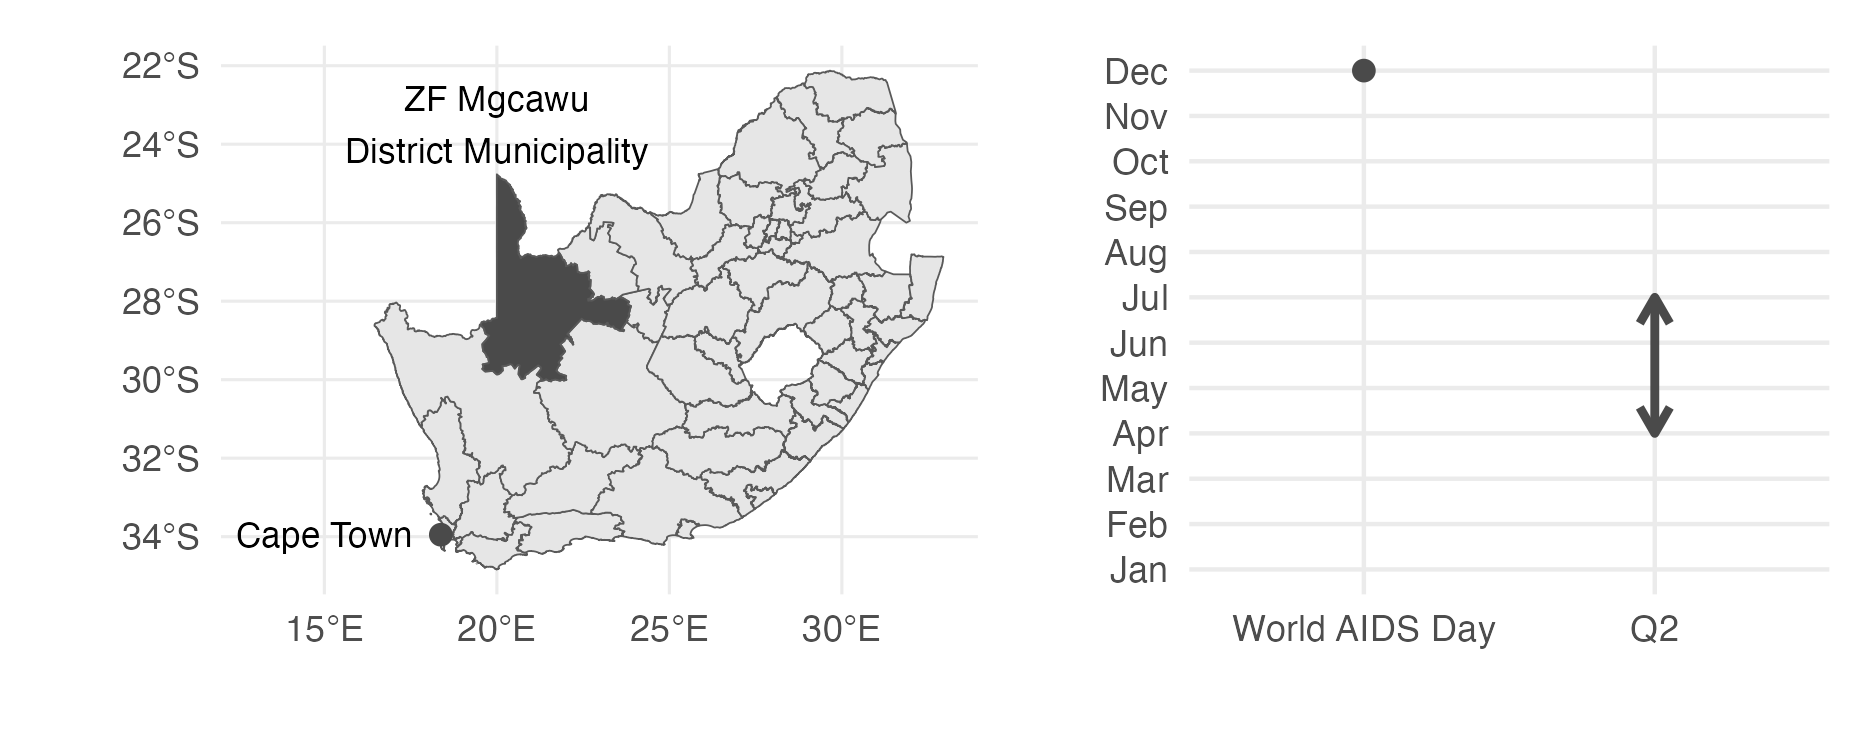 22°S
24°S
26°S
28°S
30°S
32°S
34°S
ZF Mgcawu
District Municipality
Cape Town
15°E 20°E 25°E 30°E
Dec
Nov
Oct
Sep
Aug
Jul
Jun
May
Apr
Mar
Feb
Jan
World AIDS Day Q2